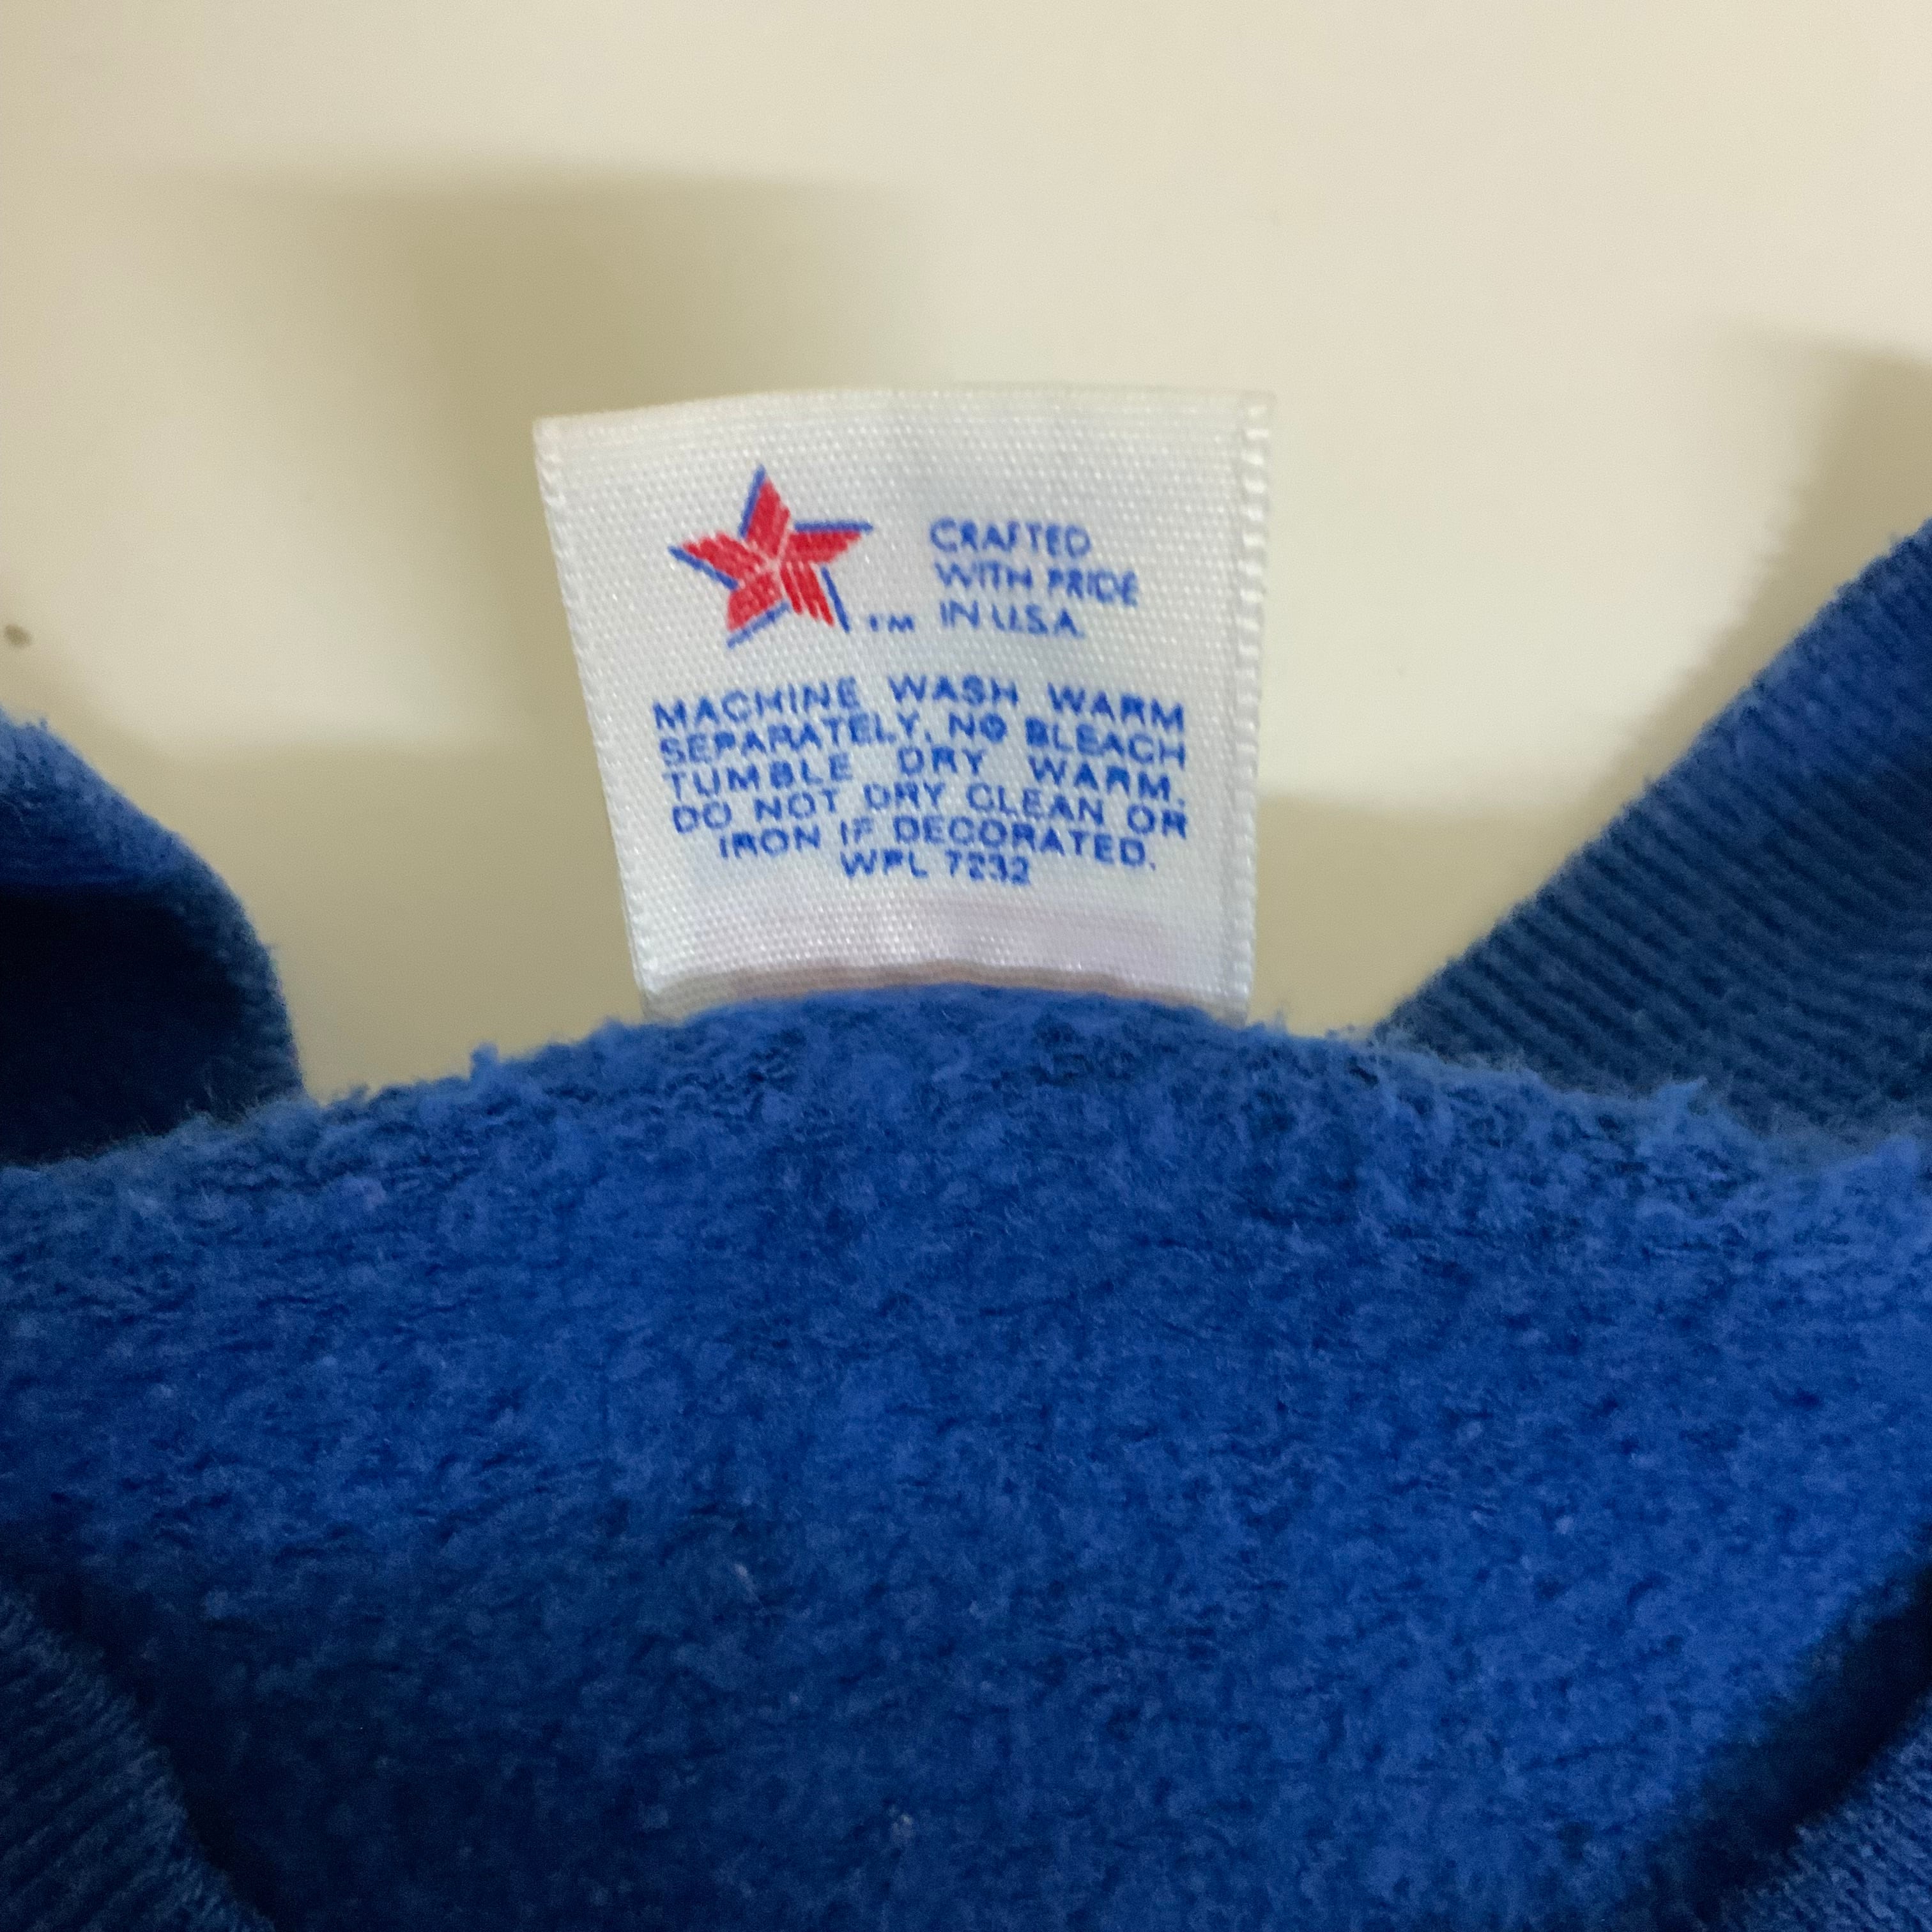 CRAFTED
WITH PRIDE
IN U.S.A.
TM
MACHINE WASH WARM
SEPARATELY. NO BLEACH
TUMBLE DRY WARM.
DO NOT DRY CLEAN OR
IRON IF DECORATED.
WPL 7232